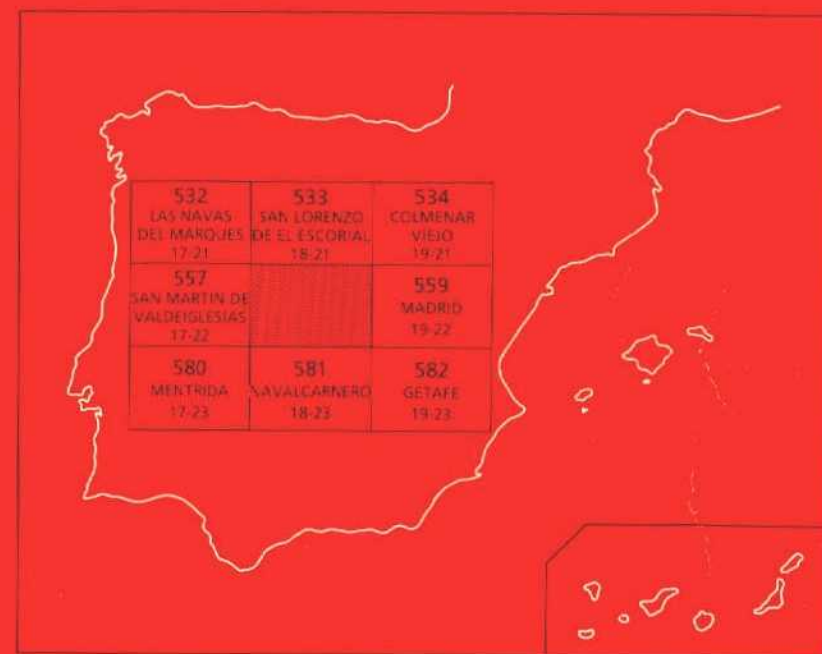 532
LAS NAVAS
DEL MARQUES
17-21
533
SAN LORENZO
DE EL ESCORIAL
18-21
534
COLMENAR
VIEJO
19-21
557
SAN MARTIN DE
VALDEIGLESIAS
17-22
559
MADRID
19-22
580
MENTRIDA
17-23
581
NAVALCARNERO
18-23
582
GETAFE
19-23